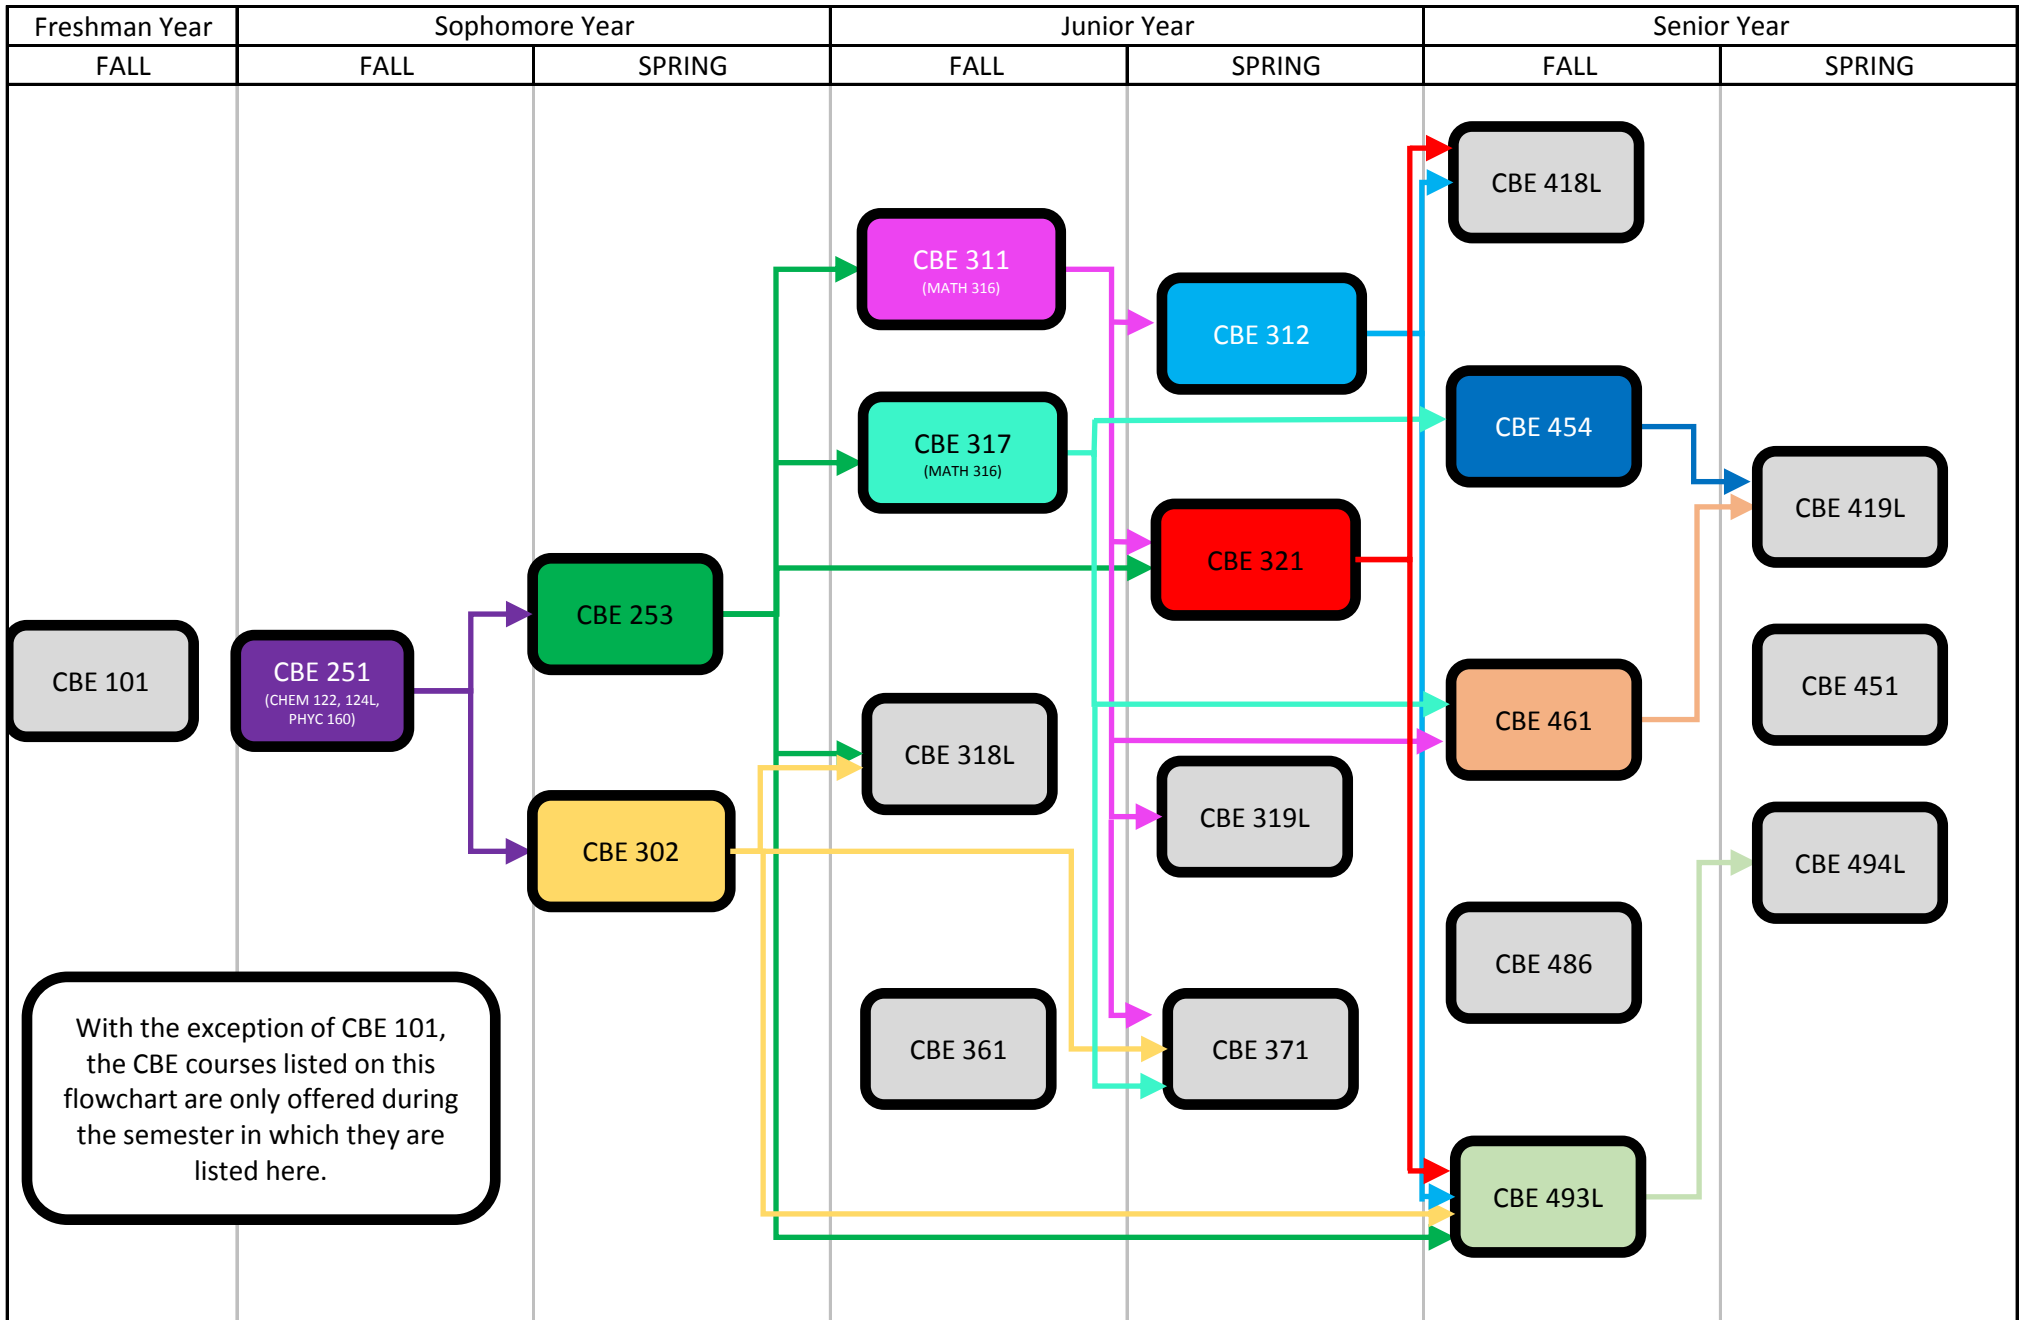 Freshman Year
Sophomore Year
Junior Year
Senior Year
FALL
FALL
SPRING
FALL
SPRING
FALL
SPRING
CBE 101
CBE 251
(CHEM 122, 124L,
PHYC 160)
CBE 253
CBE 302
CBE 311
(MATH 316)
CBE 317
(MATH 316)
CBE 318L
CBE 361
CBE 312
CBE 321
CBE 319L
CBE 371
CBE 418L
CBE 454
CBE 461
CBE 486
CBE 493L
CBE 419L
CBE 451
CBE 494L
With the exception of CBE 101,
the CBE courses listed on this
flowchart are only offered during
the semester in which they are
listed here.